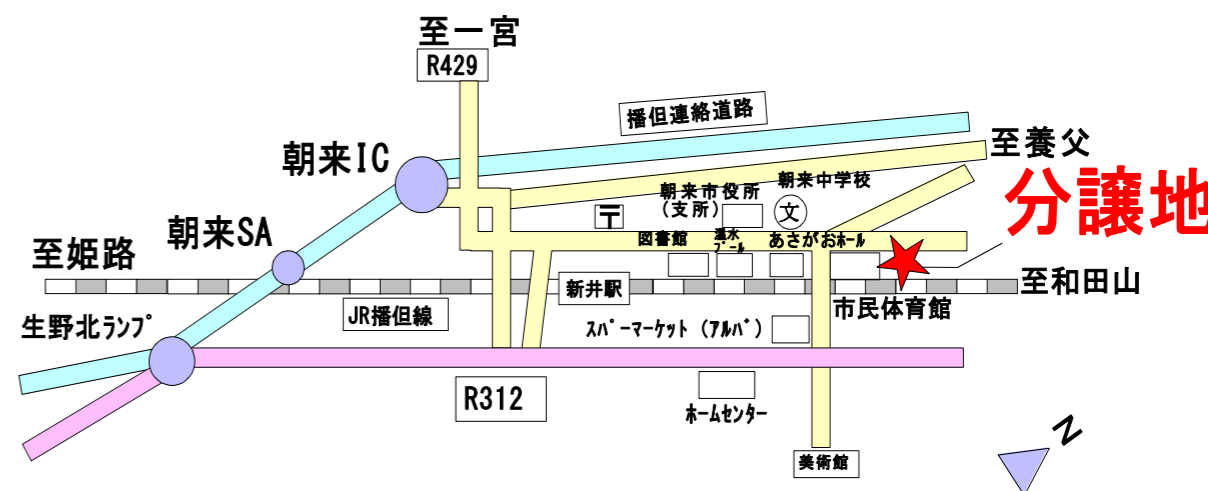 至一宮
R429
播但連絡道路
朝来IC
至養父
分譲地
朝来市役所
(支所)
朝来中学校
〒
文
朝来SA
図書館
温水
プール
あさがおホール
至姫路
新井駅
至和田山
JR播但線
市民体育館
生野北ランプ
スパーマーケット（アルバ）
R312
ホームセンター
美術館
N